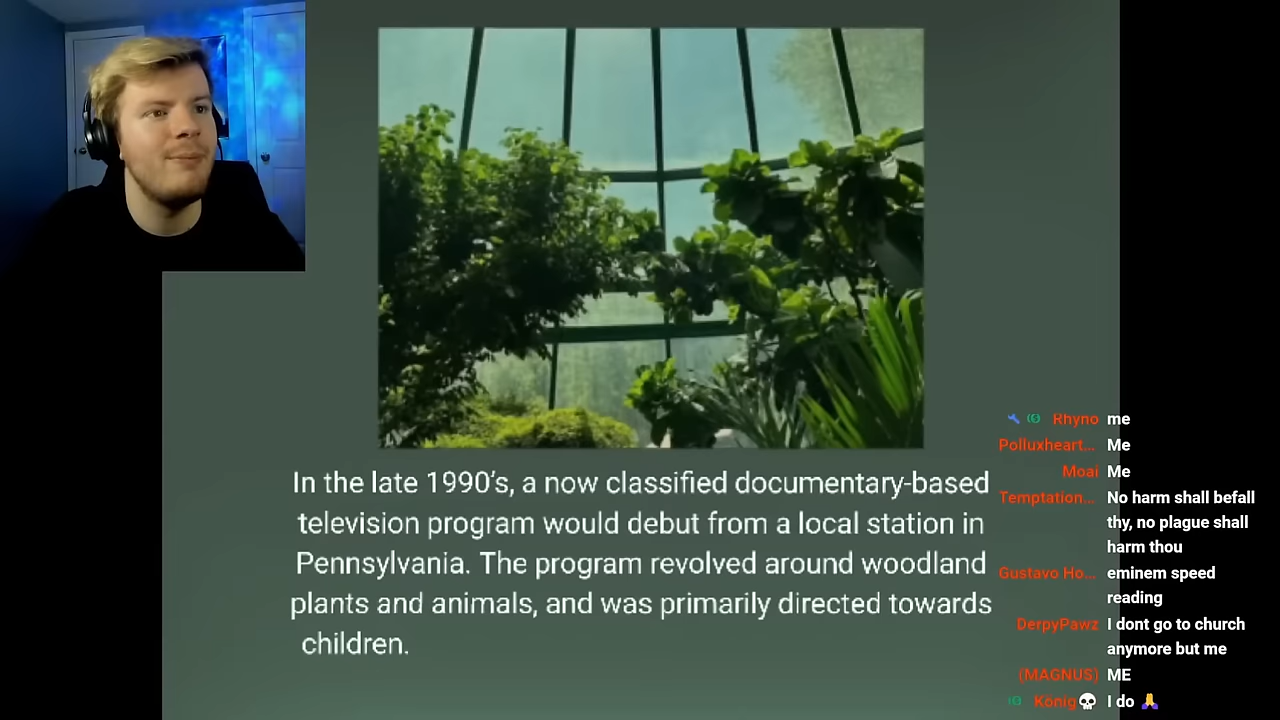 In the late 1990's, a now classified documentary-based
television program would debut from a local station in
Pennsylvania. The program revolved around woodland
plants and animals, and was primarily directed towards
children.
Rhyno me
Polluxheart... Me
Moai Me
Temptation... No harm shall befall
thy, no plague shall
harm thou
Gustavo Ho... eminem speed
reading
DerpyPawz I dont go to church
anymore but me
(MAGNUS) ME
König💀 I do 🙏